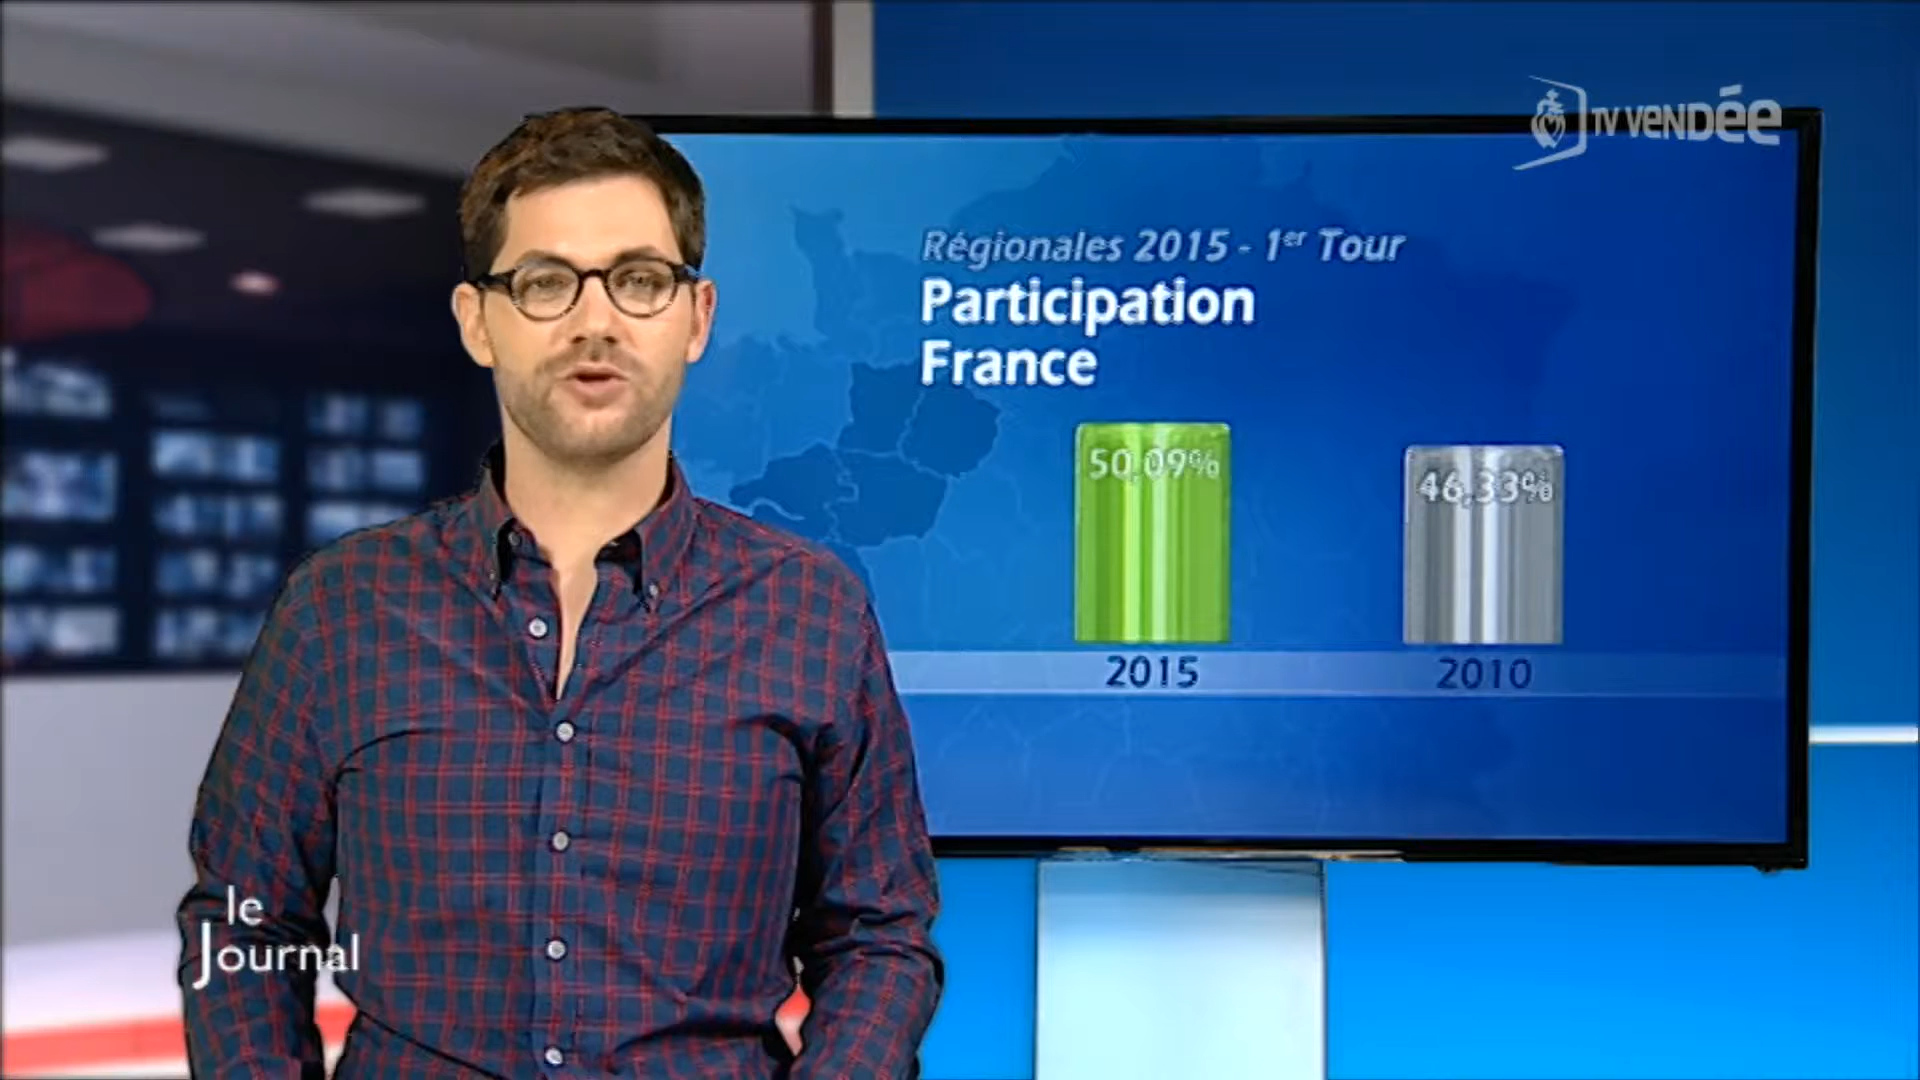 TV VENDÉE
Régionales 2015 - 1er Tour
Participation
France
50,09%
46,33%
2015
2010
le
Journal